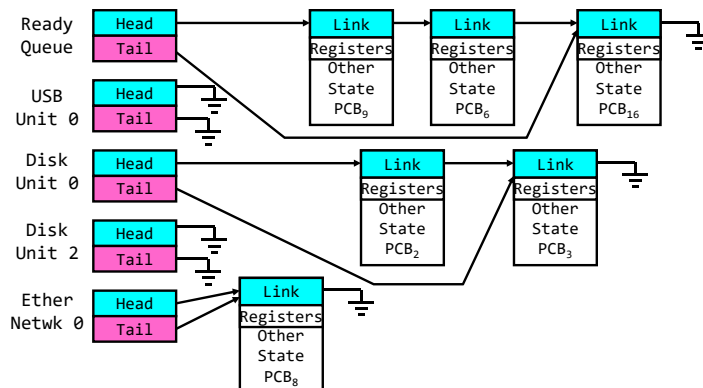 Ready
Queue
Head
Tail
Link
Registers
Other
State
PCB₉
Link
Registers
Other
State
PCB₆
Link
Registers
Other
State
PCB₁₆
USB
Unit 0
Head
Tail
Disk
Unit 0
Head
Tail
Link
Registers
Other
State
PCB₂
Link
Registers
Other
State
PCB₃
Disk
Unit 2
Head
Tail
Ether
Netwk 0
Head
Tail
Link
Registers
Other
State
PCB₈